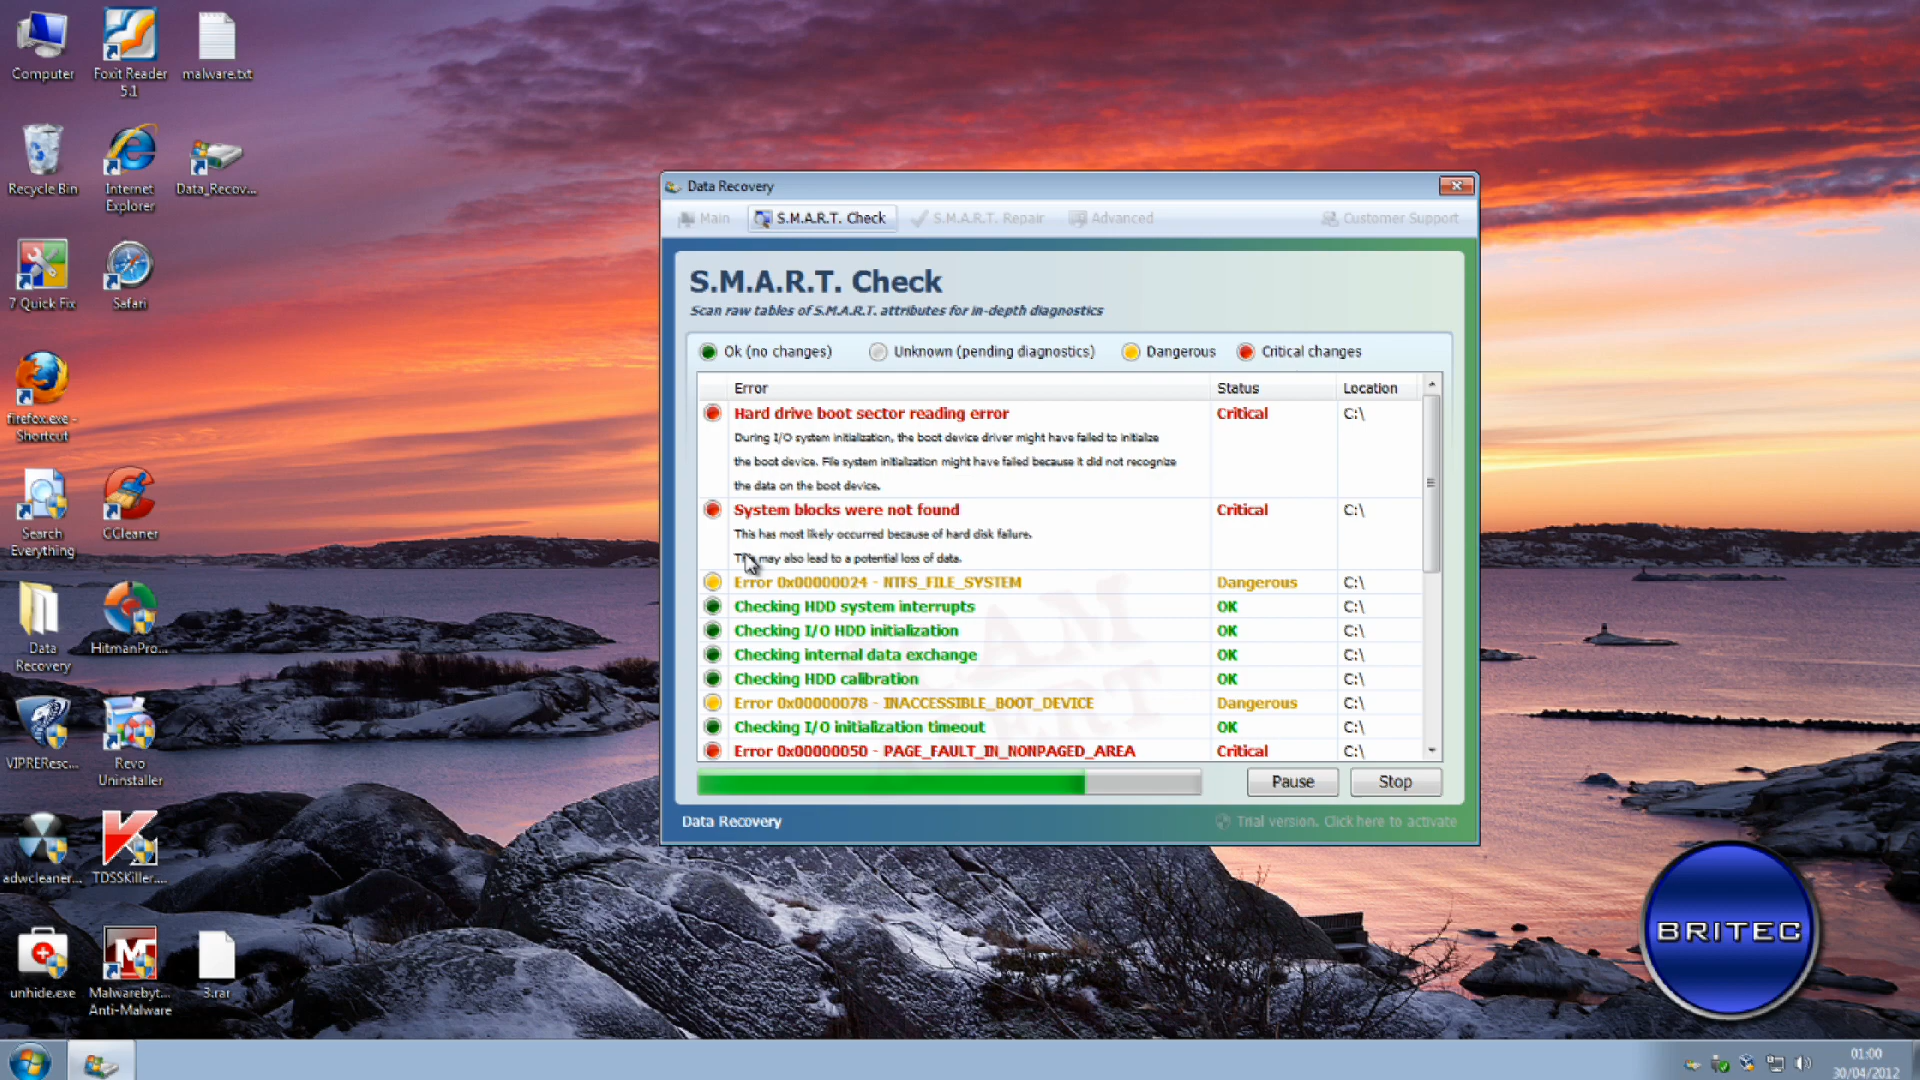 Computer
Foxit Reader
5.1
malware.txt
Recycle Bin
Internet
Explorer
Data_Recov...
7 Quick Fix
Safari
firefox.exe -
Shortcut
Search
Everything
CCleaner
Data
Recovery
HitmanPro...
VIPREResc...
Revo
Uninstaller
adwcleaner...
TDSSKiller....
unhide.exe
Malwarebyt...
Anti-Malware
3.rar
Data Recovery
Main
S.M.A.R.T. Check
S.M.A.R.T. Repair
Advanced
Customer Support
S.M.A.R.T. Check
Scan raw tables of S.M.A.R.T. attributes for in-depth diagnostics
Ok (no changes)
Unknown (pending diagnostics)
Dangerous
Critical changes
Error Status Location
Hard drive boot sector reading error Critical C:\
During I/O system initialization, the boot device driver might have failed to initialize
the boot device. File system initialization might have failed because it did not recognize
the data on the boot device.
System blocks were not found Critical C:\
This has most likely occurred because of hard disk failure.
This may also lead to a potential loss of data.
Error 0x00000024 - NTFS_FILE_SYSTEM Dangerous C:\
Checking HDD system interrupts OK C:\
Checking I/O HDD initialization OK C:\
Checking internal data exchange OK C:\
Checking HDD calibration OK C:\
Error 0x00000078 - INACCESSIBLE_BOOT_DEVICE Dangerous C:\
Checking I/O initialization timeout OK C:\
Error 0x00000050 - PAGE_FAULT_IN_NONPAGED_AREA Critical C:\
Pause
Stop
Data Recovery
Trial version. Click here to activate
BRITEC
01:00
30/04/2012